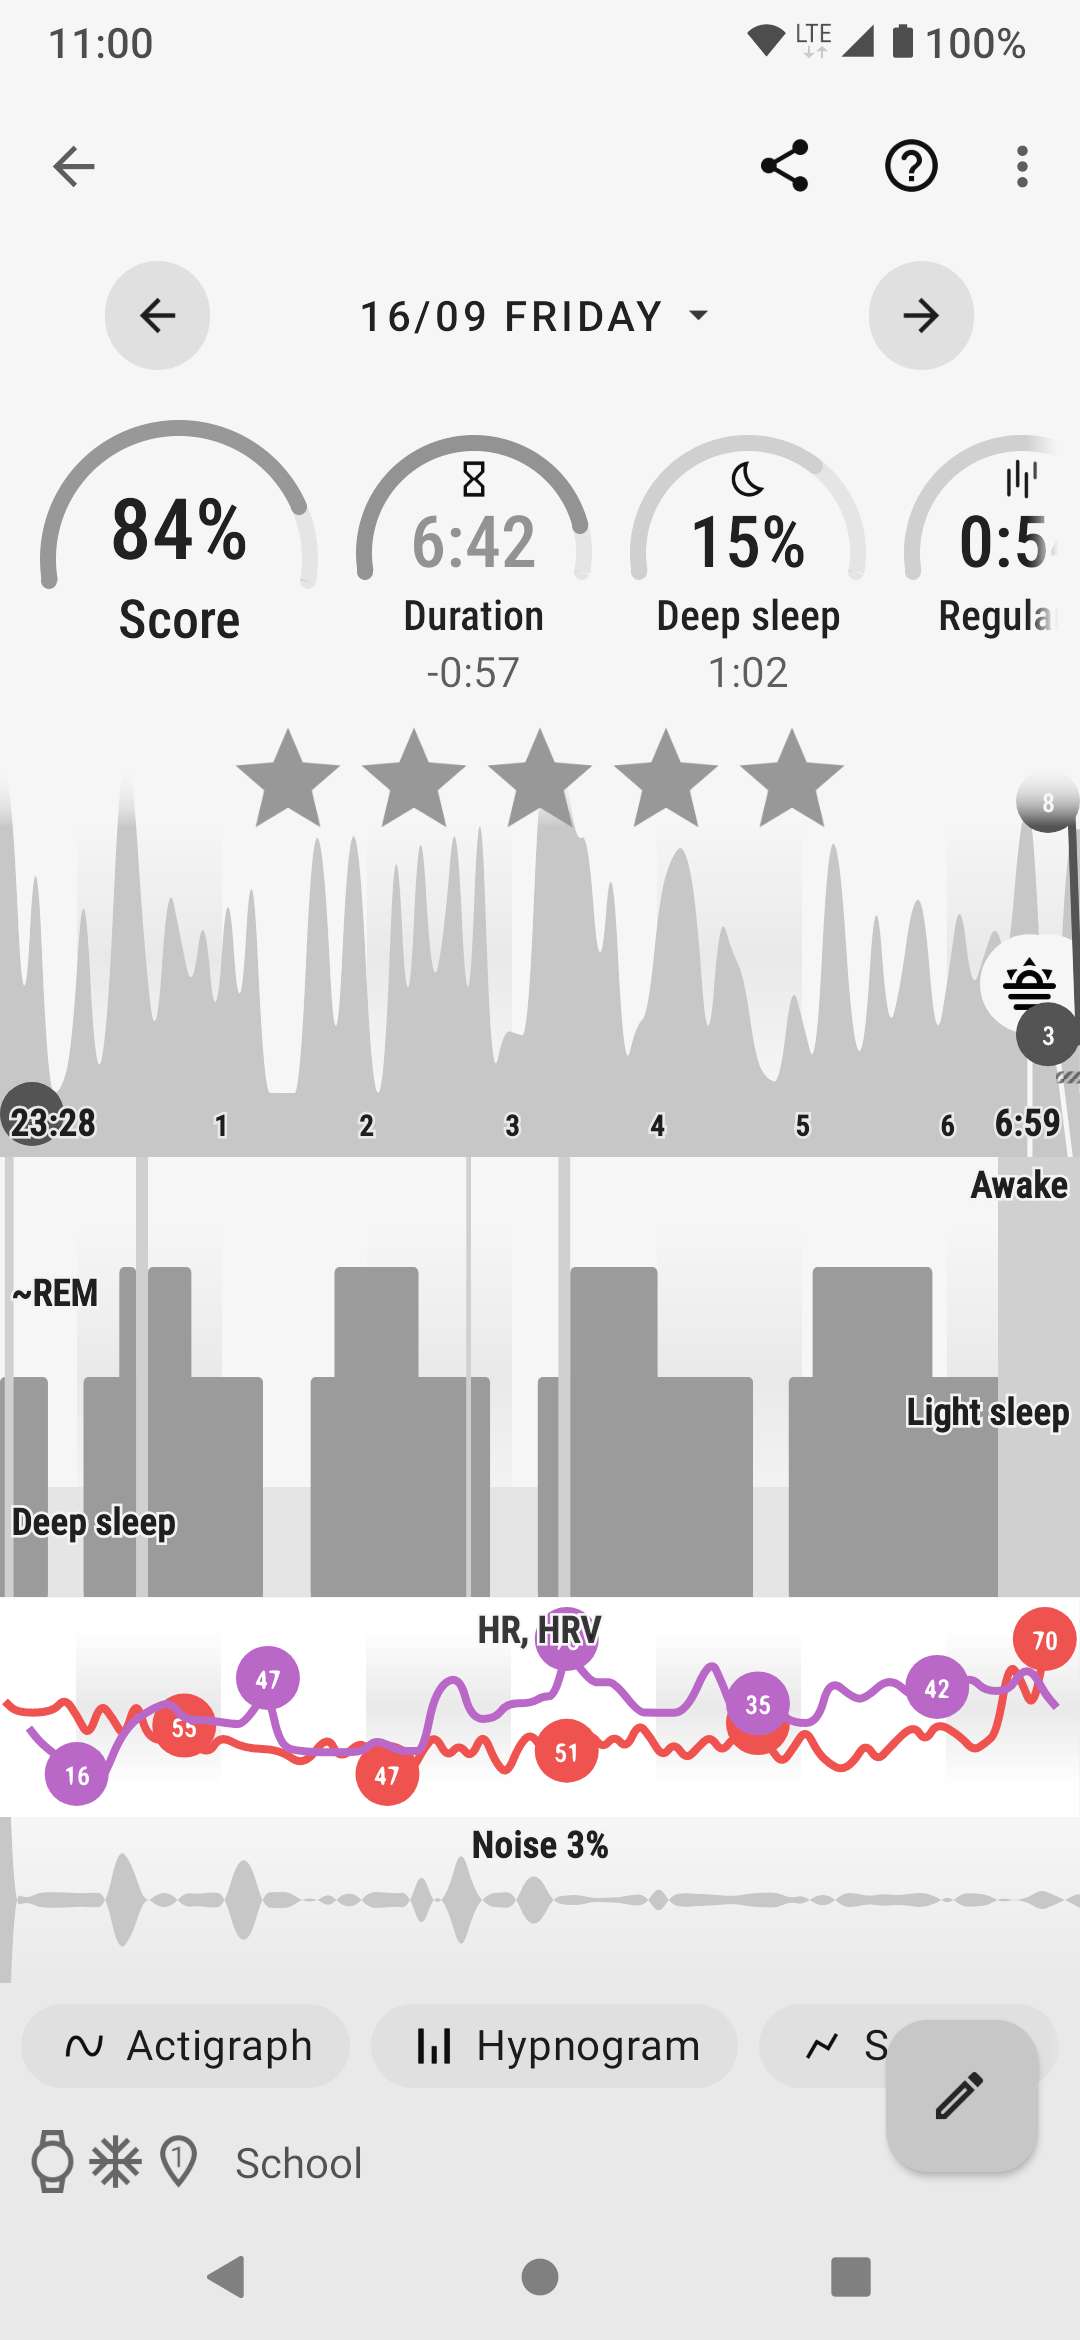 11:00 LTE 100%
16/09 FRIDAY
84% 6:42 15%
Score Duration Deep sleep
-0:57 1:02
8
3
23:28 1 2 3 4 5 6 6:59
Awake
~REM
Light sleep
Deep sleep
HR, HRV
70
47
42
35
55
51
16 47
Noise 3%
Actigraph Hypnogram
1 School